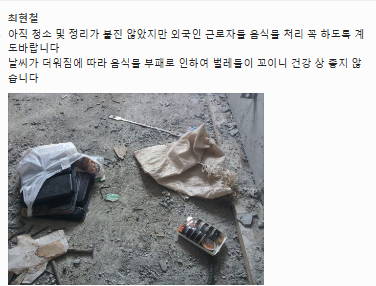 최현철
아직 청소 및 정리가 붙진 않았지만 외국인 근로자들 음식물 처리 꼭 하도록 계
도바랍니다
날씨가 더워짐에 따라 음식물 부패로 인하여 벌레들이 꼬이니 건강 상 좋지 않
습니다